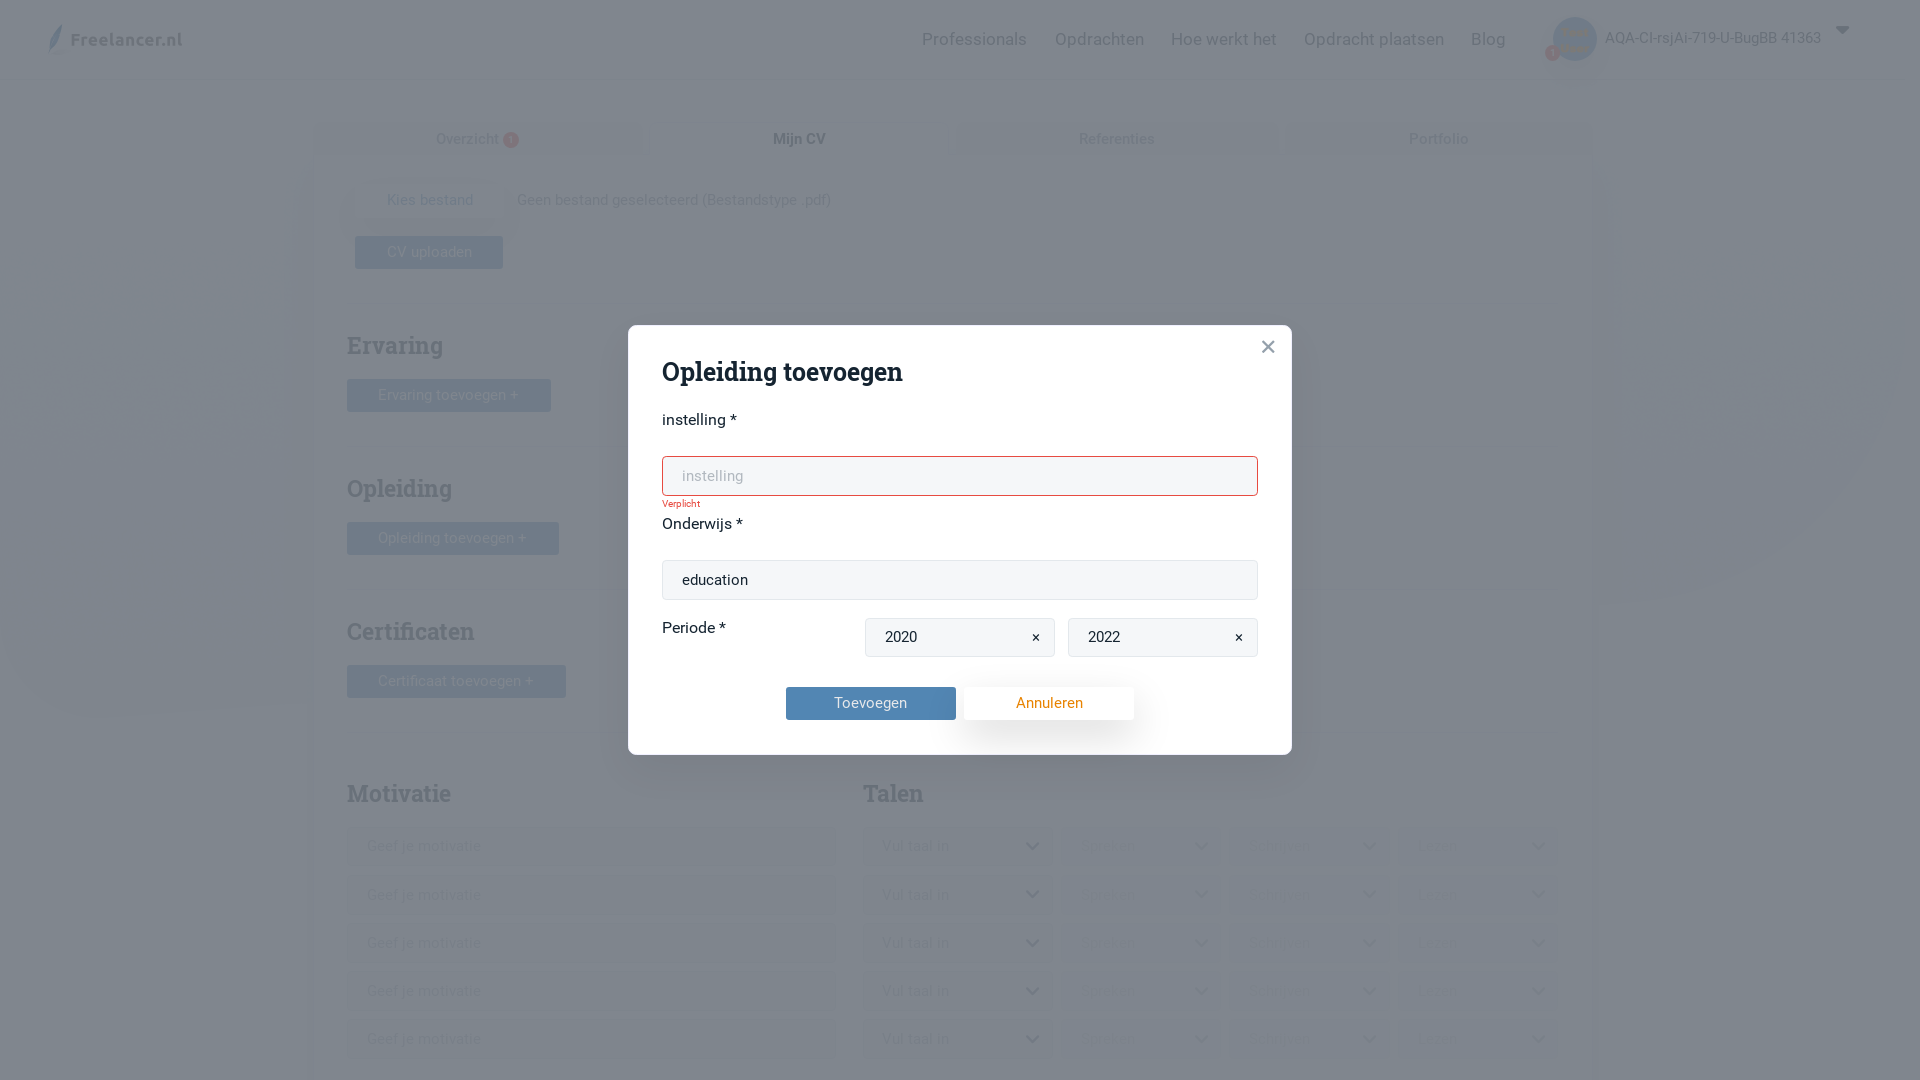 Freelancer.nl
Professionals Opdrachten Hoe werkt het Opdracht plaatsen Blog AQA-CI-rsjAi-719-U-BugBB 41363
Overzicht ! Mijn CV Referenties Portfolio
Kies bestand Geen bestand geselecteerd (Bestandstype .pdf)
CV uploaden
Ervaring
Ervaring toevoegen +
Opleiding
Opleiding toevoegen +
Certificaten
Certificaat toevoegen +
Opleiding toevoegen
instelling *
instelling
Verplicht
Onderwijs *
education
Periode * 2020 × 2022 ×
Toevoegen Annuleren
Motivatie Talen
Geef je motivatie Vul taal in
Geef je motivatie Vul taal in
Geef je motivatie Vul taal in
Geef je motivatie Vul taal in
Geef je motivatie Vul taal in